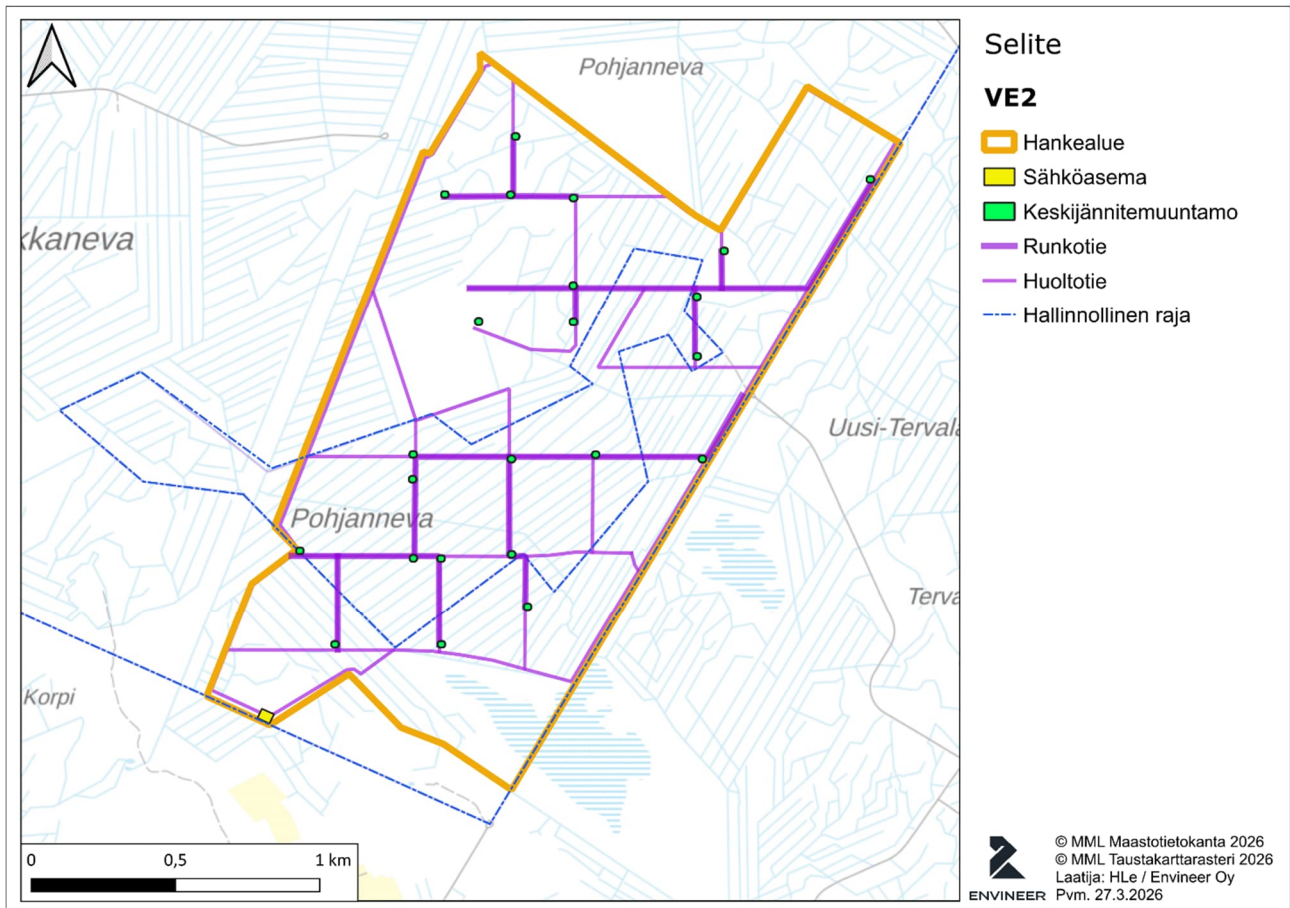 Pohjanneva
kkaneva
Uusi-Tervala
Pohjanneva
Terva
Korpi
0 0,5 1 km
Selite
VE2
Hankealue
Sähköasema
Keskijännitemuuntamo
Runkotie
Huoltotie
Hallinnollinen raja
ENVINEER
© MML Maastotietokanta 2026
© MML Taustakarttarasteri 2026
Laatija: HLe / Envineer Oy
Pvm. 27.3.2026